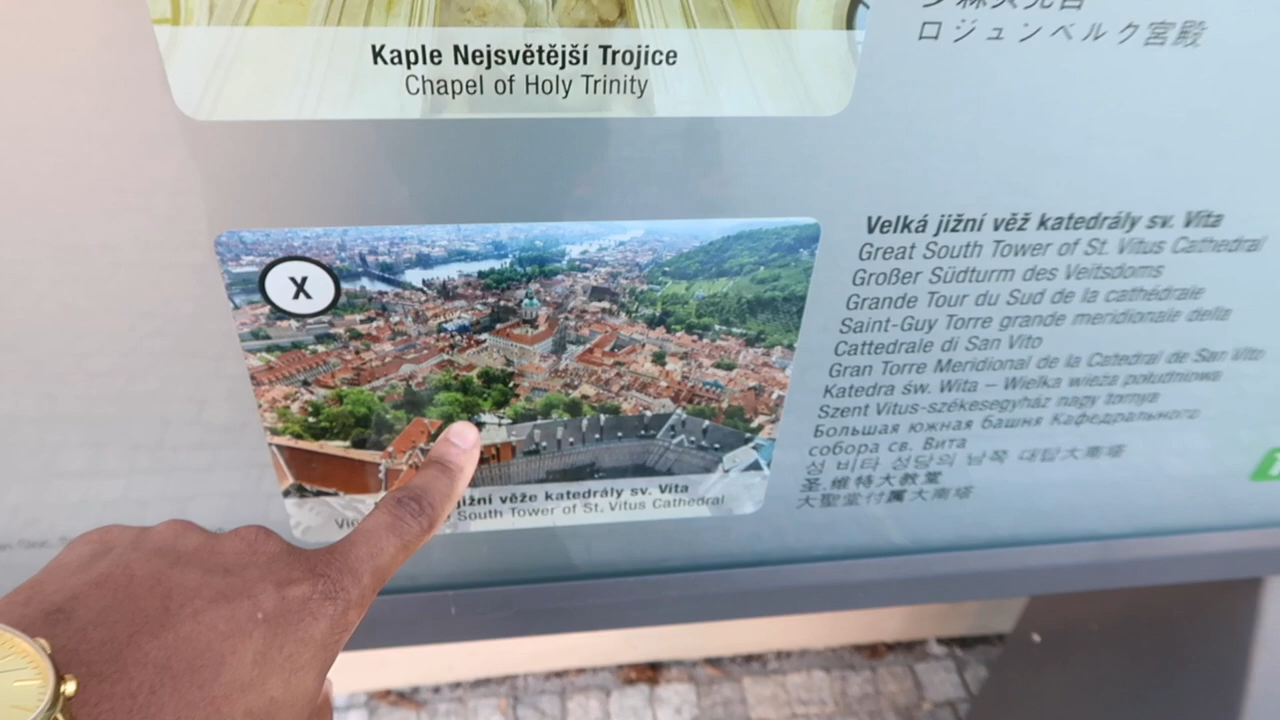 ロジュンベルク宮殿
Kaple Nejsvětější Trojice
Chapel of Holy Trinity
X
jižní věže katedrály sv. Víta
South Tower of St. Vitus Cathedral
Velká jižní věž katedrály sv. Víta
Great South Tower of St. Vitus Cathedral
Großer Südturm des Veitsdoms
Grande Tour du Sud de la cathédrale
Saint-Guy Torre grande meridionale della
Cattedrale di San Vito
Gran Torre Meridional de la Catedral de San Vito
Katedra św. Wita – Wielka wieża południowa
Szent Vitus-székesegyház nagy tornya
Большая южная башня Кафедрального
собора св. Вита
성 비타 성당의 남쪽 대탑大南塔
圣.维特大教堂
大聖堂付属大南塔